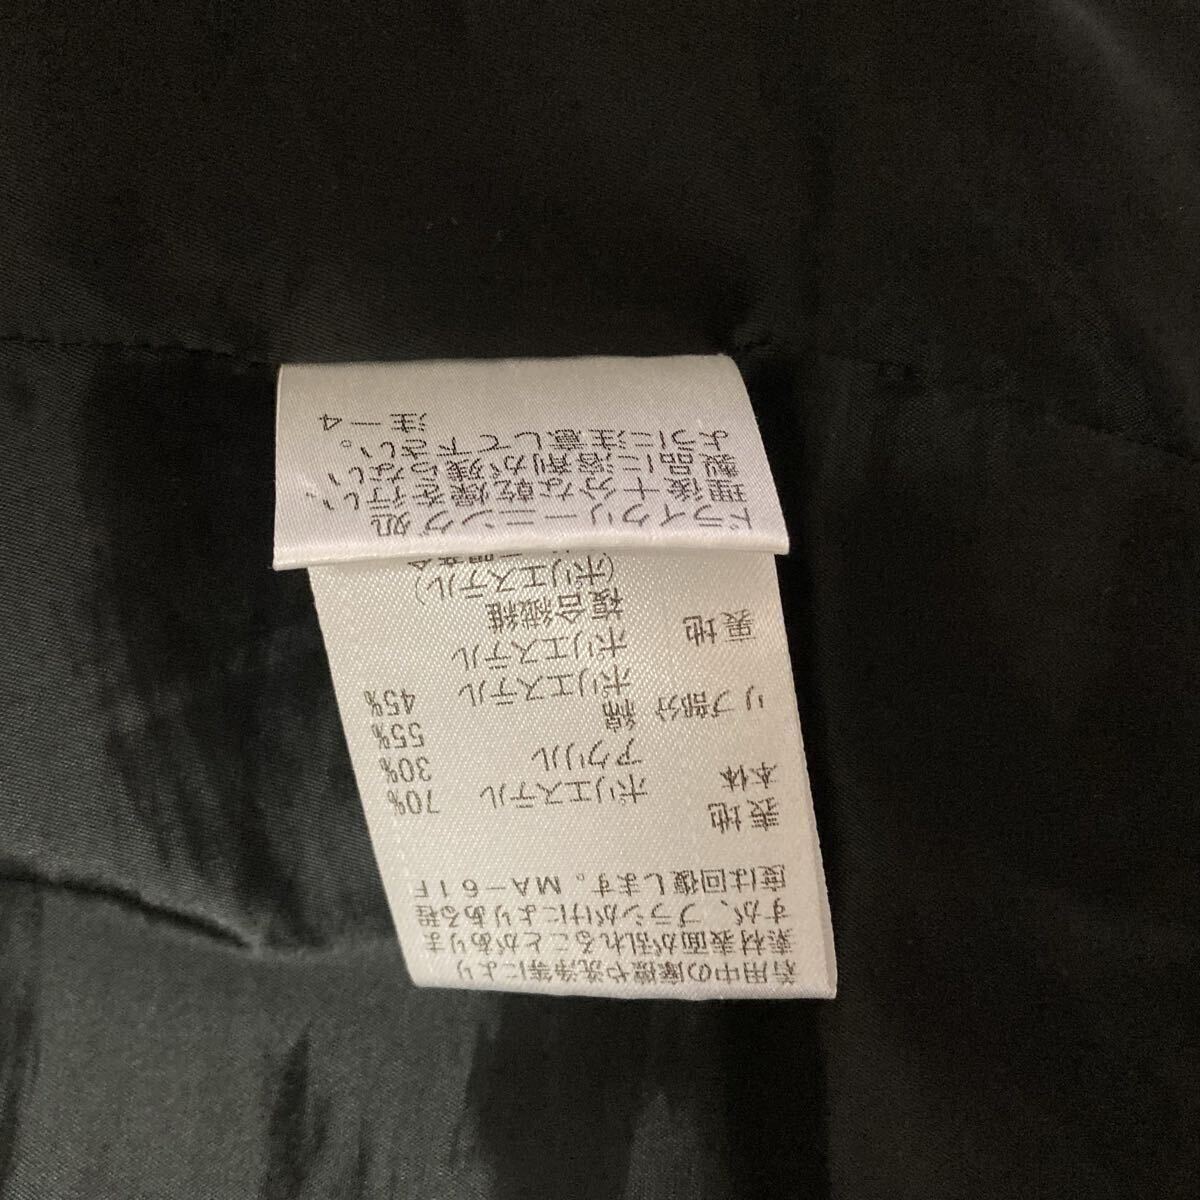 着用中の摩擦や洗浄等により
素材表面が乱れることがありま
すが、ブラシがけによりある程
度は回復します。MA−61F
表地
本体 ポリエステル 70%
アクリル 30%
リブ部分 綿 55%
ポリエステル 45%
裏地 ポリエステル
複合繊維
(ポリエステル)
ドライクリーニング処
理後十分な乾燥を行い、
製品に溶剤が残らない
ように注意して下さい。
注−4